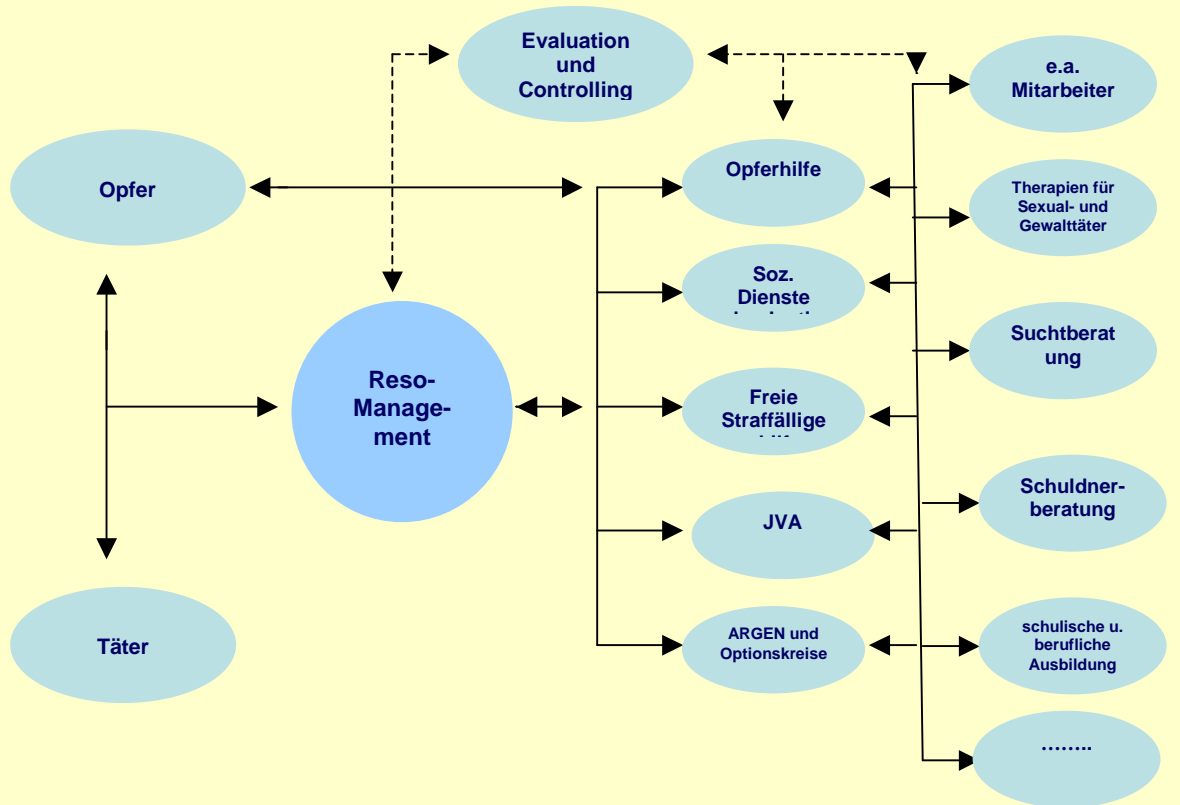 Evaluation
und
Controlling
e.a.
Mitarbeiter
Opfer
Opferhilfe
Therapien für
Sexual- und
Gewalttäter
Soz.
Dienste
Suchtberat
ung
Reso-
Manage-
ment
Freie
Straffällige
Schuldner-
beratung
JVA
Täter
ARGEN und
Optionskreise
schulische u.
berufliche
Ausbildung
……..